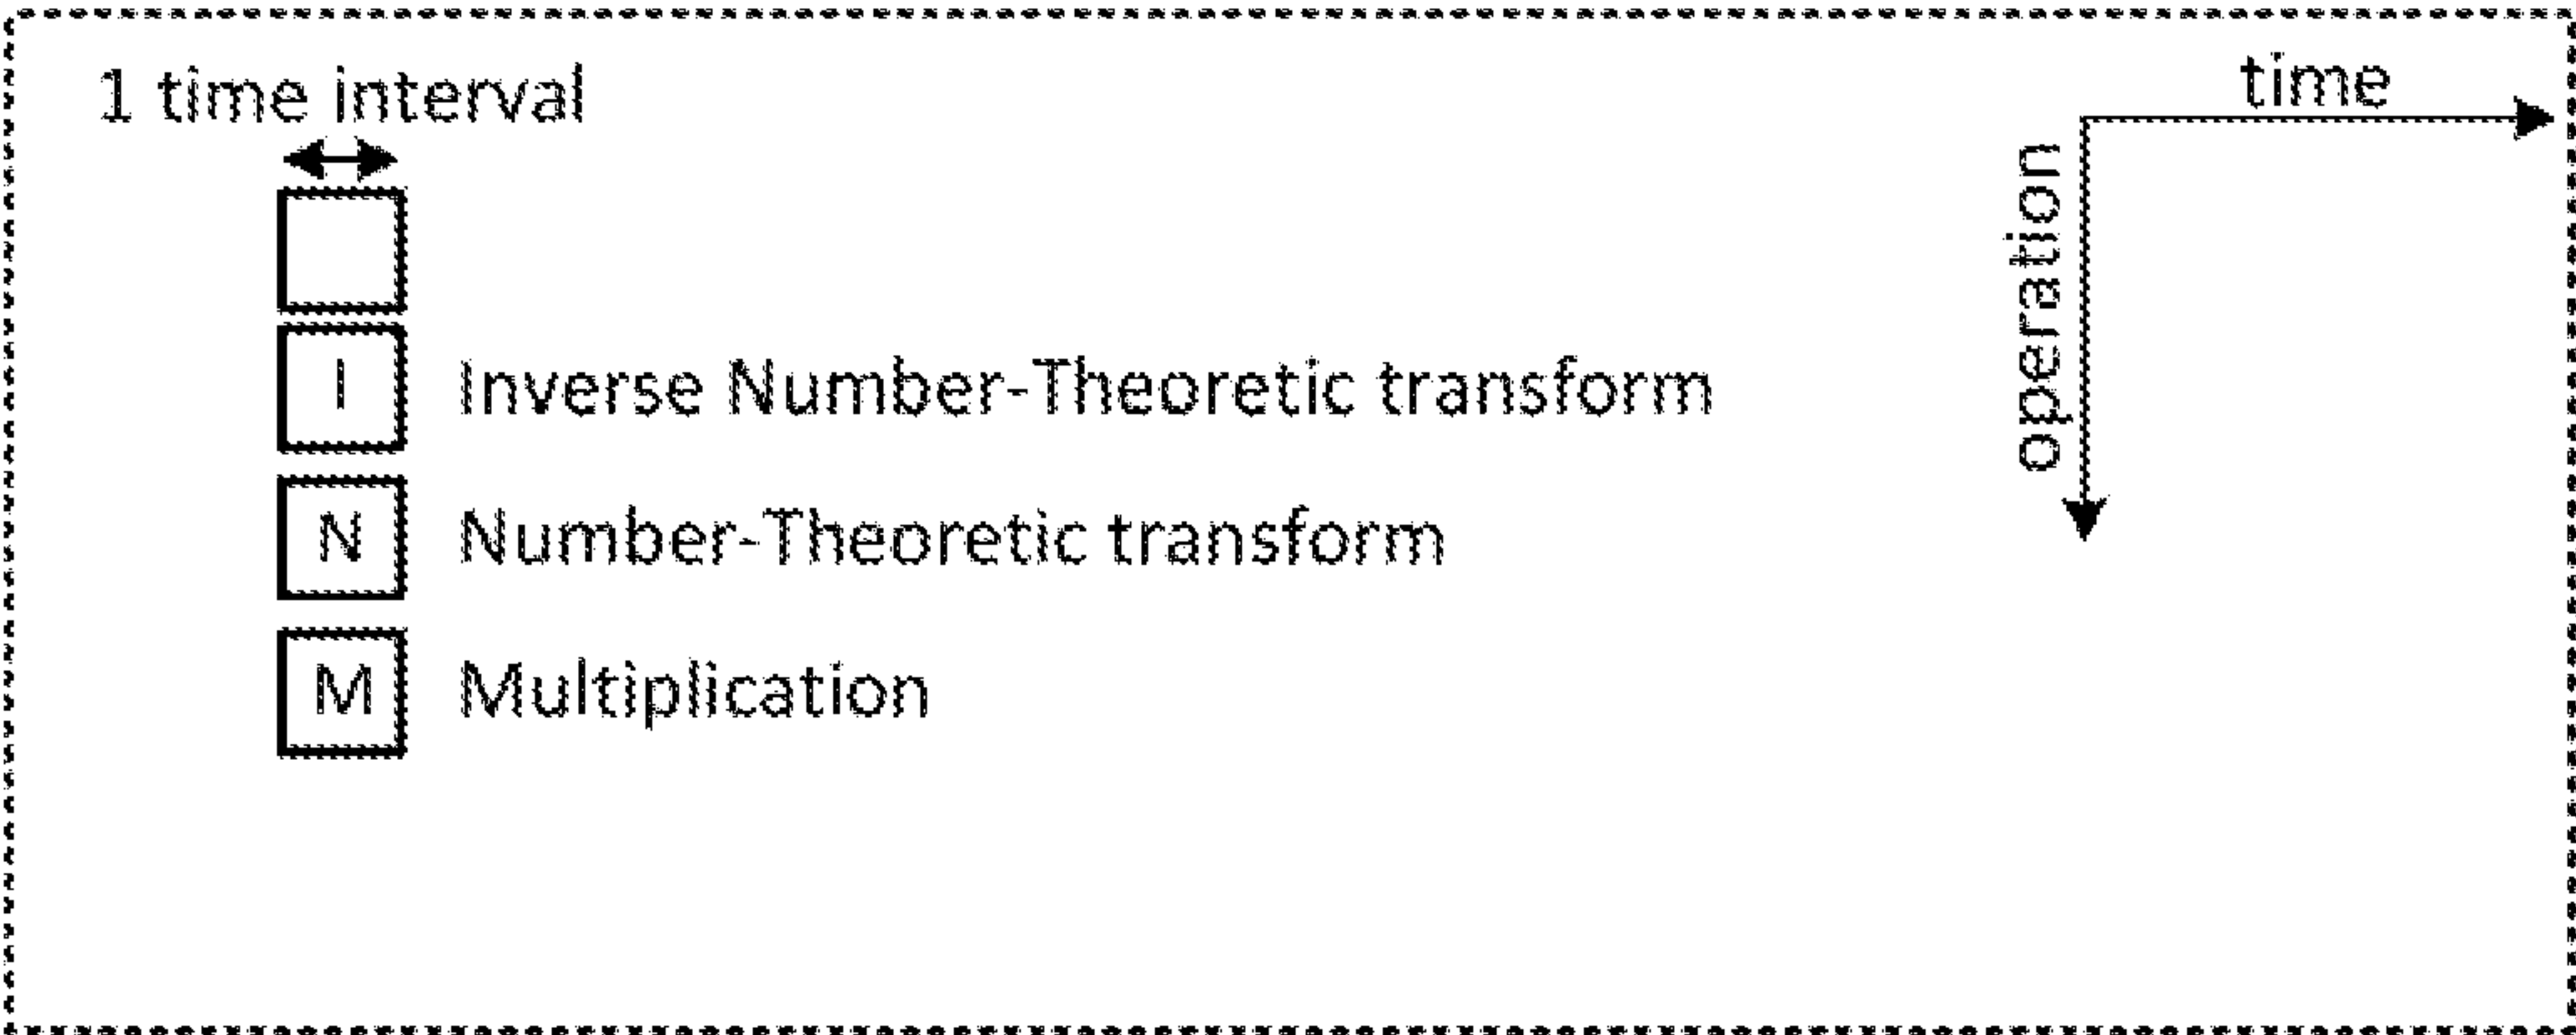 1 time interval
time
operation
I Inverse Number-Theoretic transform
N Number-Theoretic transform
M Multiplication